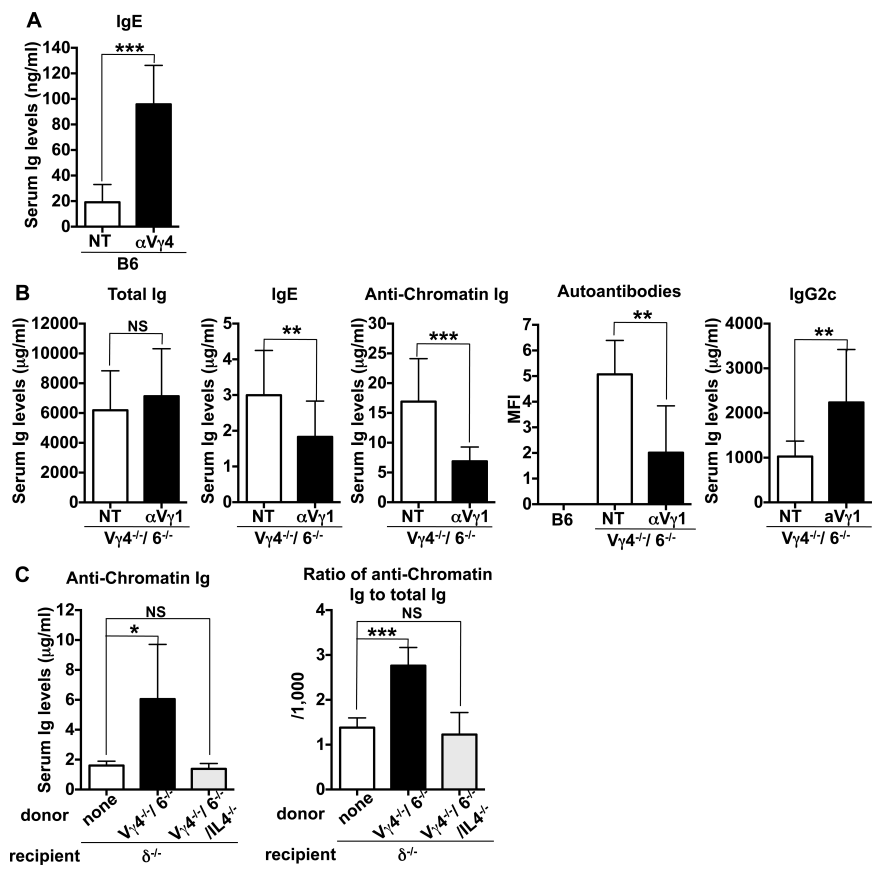 A
IgE
***
Serum Ig levels (ng/ml)
140
120
100
80
60
40
20
0
NT αVγ4
B6
B
Total Ig
NS
Serum Ig levels (μg/ml)
12000
10000
8000
6000
4000
2000
0
NT αVγ1
Vγ4-/-/ 6-/-
IgE
**
Serum Ig levels (μg/ml)
5
4
3
2
1
0
NT αVγ1
Vγ4-/-/ 6-/-
Anti-Chromatin Ig
***
Serum Ig levels (μg/ml)
30
25
20
15
10
5
0
NT αVγ1
Vγ4-/-/ 6-/-
Autoantibodies
**
MFI
7
6
5
4
3
2
1
0
B6 NT αVγ1
Vγ4-/-/ 6-/-
IgG2c
**
Serum Ig levels (μg/ml)
4000
3000
2000
1000
0
NT aVγ1
Vγ4-/-/ 6-/-
C
Anti-Chromatin Ig
NS
*
Serum Ig levels (μg/ml)
12
10
8
6
4
2
0
donor
none
Vγ4-/-/ 6-/-
Vγ4-/-/ 6-/-
/IL4-/-
recipient
δ-/-
Ratio of anti-Chromatin
Ig to total Ig
NS
***
/1,000
4
3
2
1
0
donor
none
Vγ4-/-/ 6-/-
Vγ4-/-/ 6-/-
/IL4-/-
recipient
δ-/-